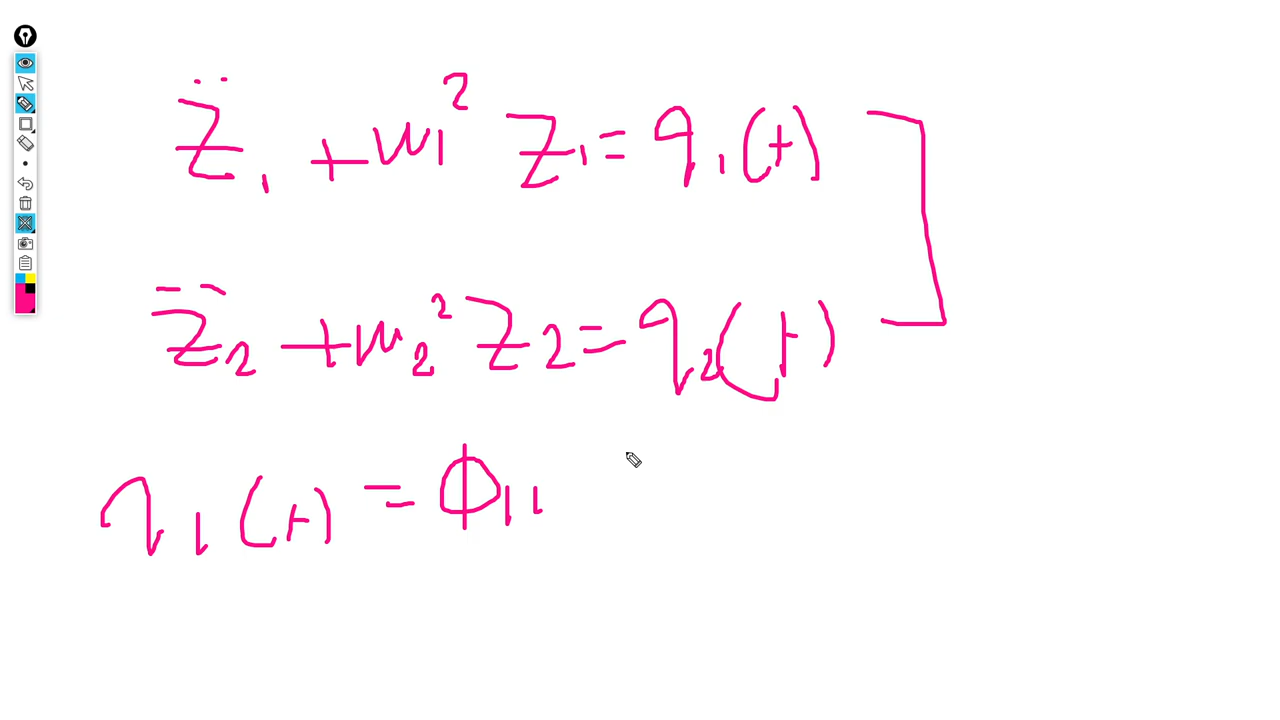 z̈₁ + ω₁² z₁ = q₁(t)
z̈₂ + ω₂² z₂ = q₂(t)
q₁(t) = ϕ₁₁